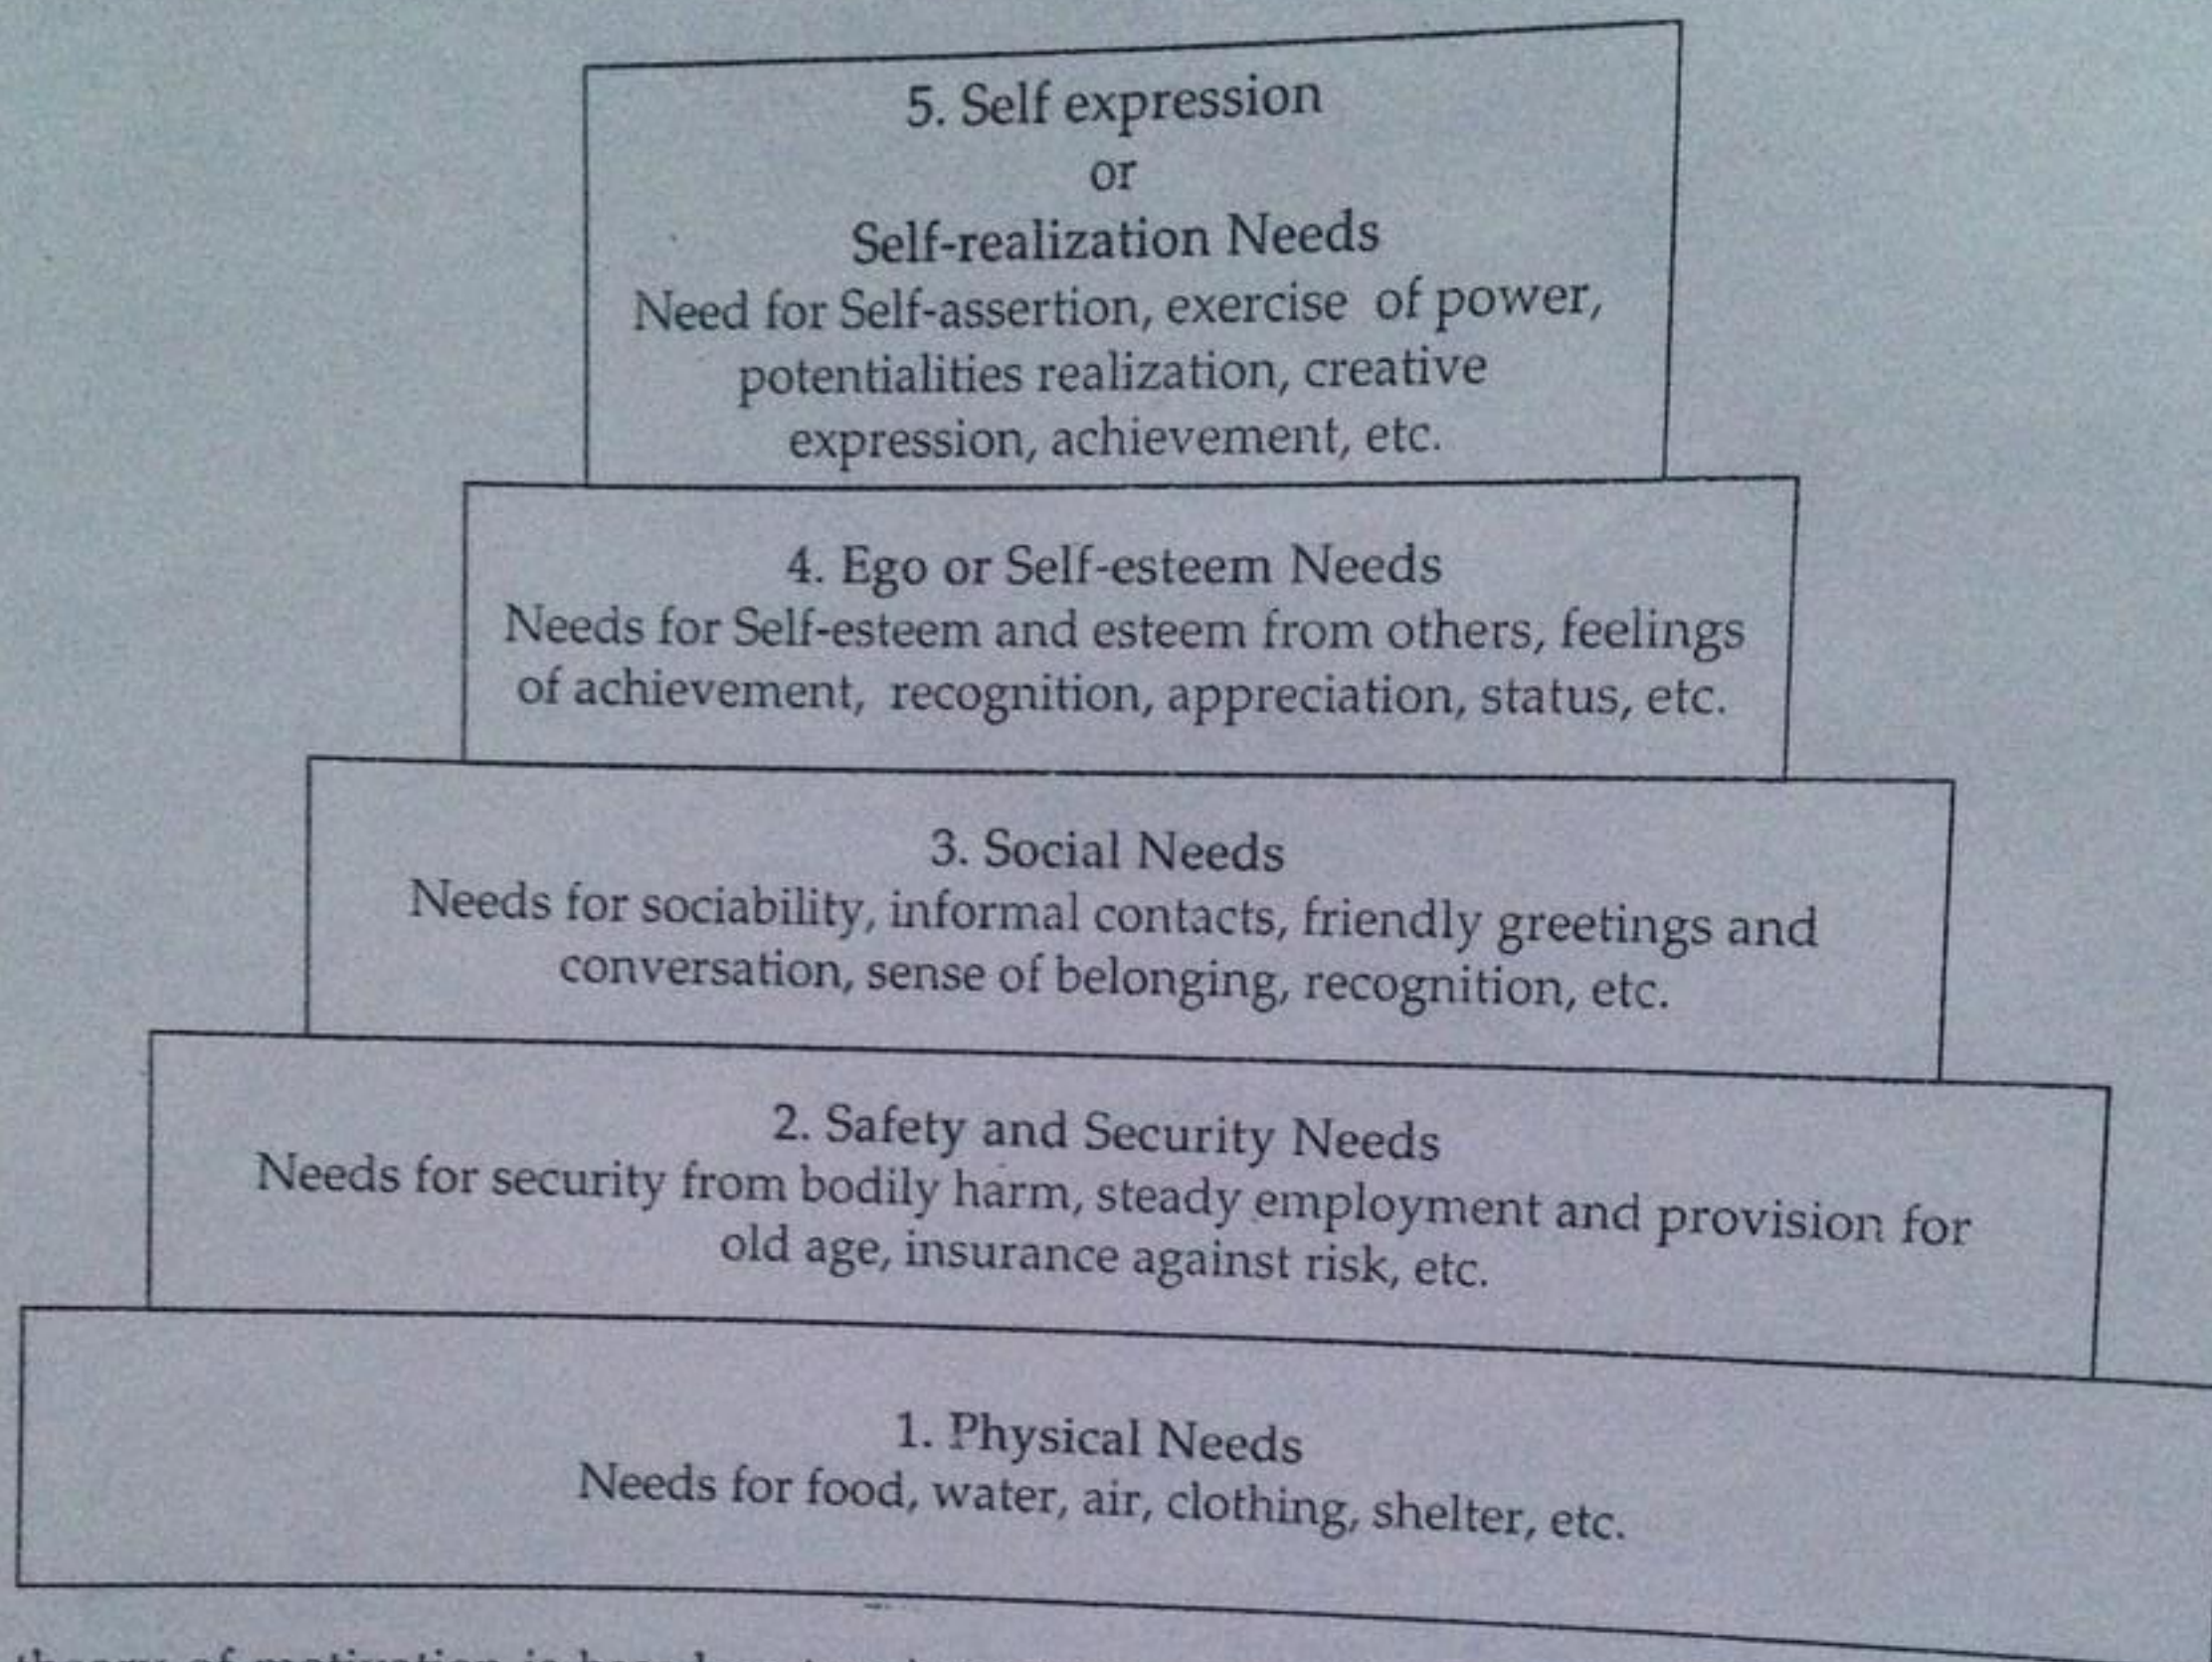 5. Self expression
or
Self-realization Needs
Need for Self-assertion, exercise of power,
potentialities realization, creative
expression, achievement, etc.
4. Ego or Self-esteem Needs
Needs for Self-esteem and esteem from others, feelings
of achievement, recognition, appreciation, status, etc.
3. Social Needs
Needs for sociability, informal contacts, friendly greetings and
conversation, sense of belonging, recognition, etc.
2. Safety and Security Needs
Needs for security from bodily harm, steady employment and provision for
old age, insurance against risk, etc.
1. Physical Needs
Needs for food, water, air, clothing, shelter, etc.
theory of motivation is